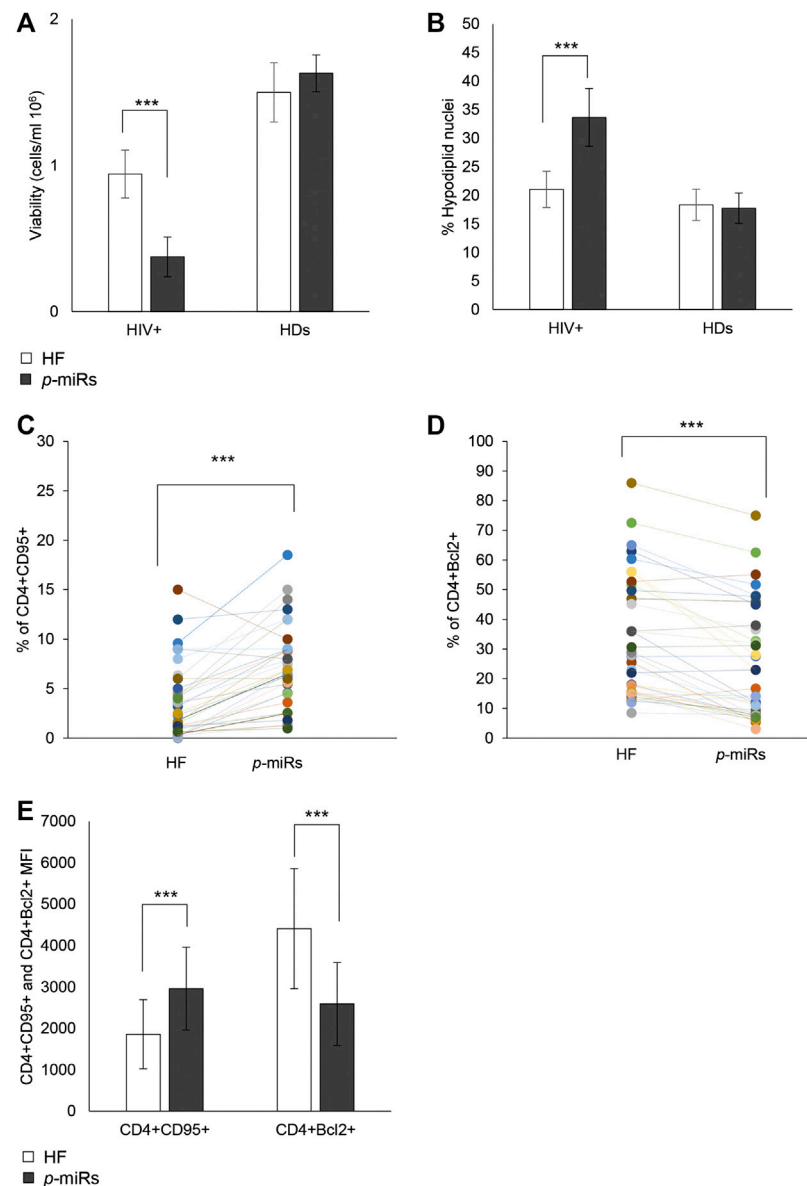 A
Viability (cells/ml 10⁶)
2
1
0
***
HIV+
HDs
HF
p-miRs
B
% Hypodiplid nuclei
50
45
40
35
30
25
20
15
10
5
0
***
HIV+
HDs
C
% of CD4+CD95+
30
25
20
15
10
5
0
***
HF
p-miRs
D
% of CD4+Bcl2+
100
90
80
70
60
50
40
30
20
10
0
***
HF
p-miRs
E
CD4+CD95+ and CD4+Bcl2+ MFI
7000
6000
5000
4000
3000
2000
1000
0
***
***
CD4+CD95+
CD4+Bcl2+
HF
p-miRs